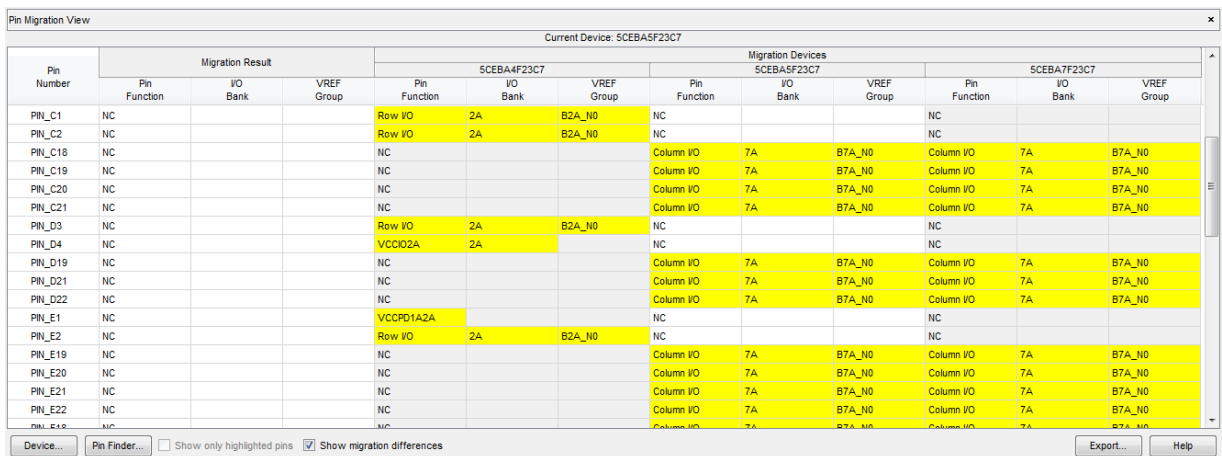 Pin Migration View x
Current Device: 5CEBA5F23C7
Pin Number Migration Result Migration Devices
5CEBA4F23C7 5CEBA5F23C7 5CEBA7F23C7
Pin Function I/O Bank VREF Group Pin Function I/O Bank VREF Group Pin Function I/O Bank VREF Group Pin Function I/O Bank VREF Group
PIN_C1 NC Row I/O 2A B2A_N0 NC NC
PIN_C2 NC Row I/O 2A B2A_N0 NC NC
PIN_C18 NC NC Column I/O 7A B7A_N0 Column I/O 7A B7A_N0
PIN_C19 NC NC Column I/O 7A B7A_N0 Column I/O 7A B7A_N0
PIN_C20 NC NC Column I/O 7A B7A_N0 Column I/O 7A B7A_N0
PIN_C21 NC NC Column I/O 7A B7A_N0 Column I/O 7A B7A_N0
PIN_D3 NC Row I/O 2A B2A_N0 NC NC
PIN_D4 NC VCCIO2A 2A NC NC
PIN_D19 NC NC Column I/O 7A B7A_N0 Column I/O 7A B7A_N0
PIN_D21 NC NC Column I/O 7A B7A_N0 Column I/O 7A B7A_N0
PIN_D22 NC NC Column I/O 7A B7A_N0 Column I/O 7A B7A_N0
PIN_E1 NC VCCPD1A2A NC NC
PIN_E2 NC Row I/O 2A B2A_N0 NC NC
PIN_E19 NC NC Column I/O 7A B7A_N0 Column I/O 7A B7A_N0
PIN_E20 NC NC Column I/O 7A B7A_N0 Column I/O 7A B7A_N0
PIN_E21 NC NC Column I/O 7A B7A_N0 Column I/O 7A B7A_N0
PIN_E22 NC NC Column I/O 7A B7A_N0 Column I/O 7A B7A_N0
Device... Pin Finder... Show only highlighted pins Show migration differences Export... Help